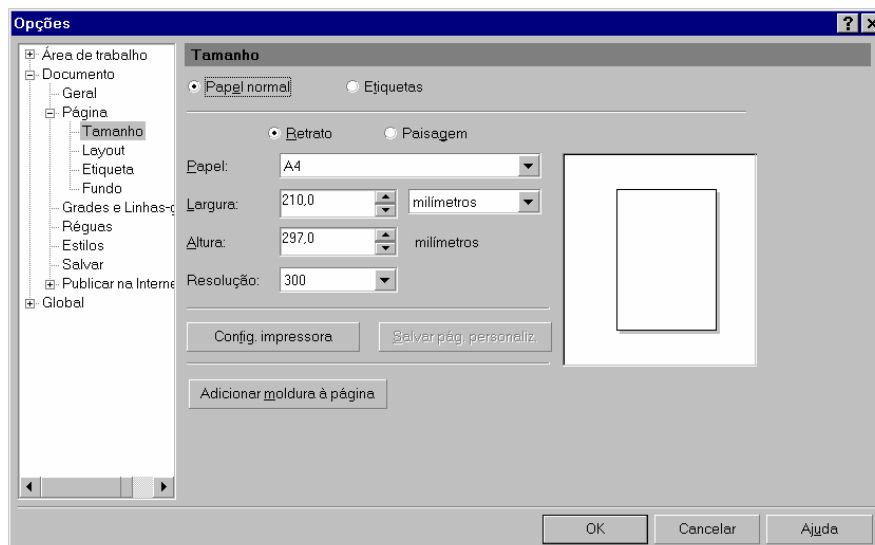 Opções
Área de trabalho
Documento
Geral
Página
Tamanho
Layout
Etiqueta
Fundo
Grades e Linhas-g
Réguas
Estilos
Salvar
Publicar na Interne
Global
Tamanho
Papel normal Etiquetas
Retrato Paisagem
Papel: A4
Largura: 210,0 milímetros
Altura: 297,0 milímetros
Resolução: 300
Config. impressora Salvar pág. personaliz.
Adicionar moldura à página
OK Cancelar Ajuda